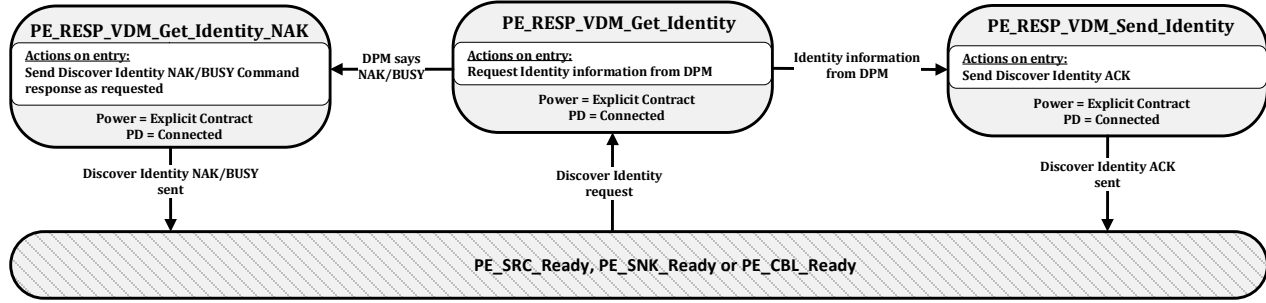 PE_RESP_VDM_Get_Identity_NAK
Actions on entry:
Send Discover Identity NAK/BUSY Command
response as requested
Power = Explicit Contract
PD = Connected
DPM says
NAK/BUSY
PE_RESP_VDM_Get_Identity
Actions on entry:
Request Identity information from DPM
Power = Explicit Contract
PD = Connected
Identity information
from DPM
PE_RESP_VDM_Send_Identity
Actions on entry:
Send Discover Identity ACK
Power = Explicit Contract
PD = Connected
Discover Identity NAK/BUSY
sent
Discover Identity
request
Discover Identity ACK
sent
PE_SRC_Ready, PE_SNK_Ready or PE_CBL_Ready